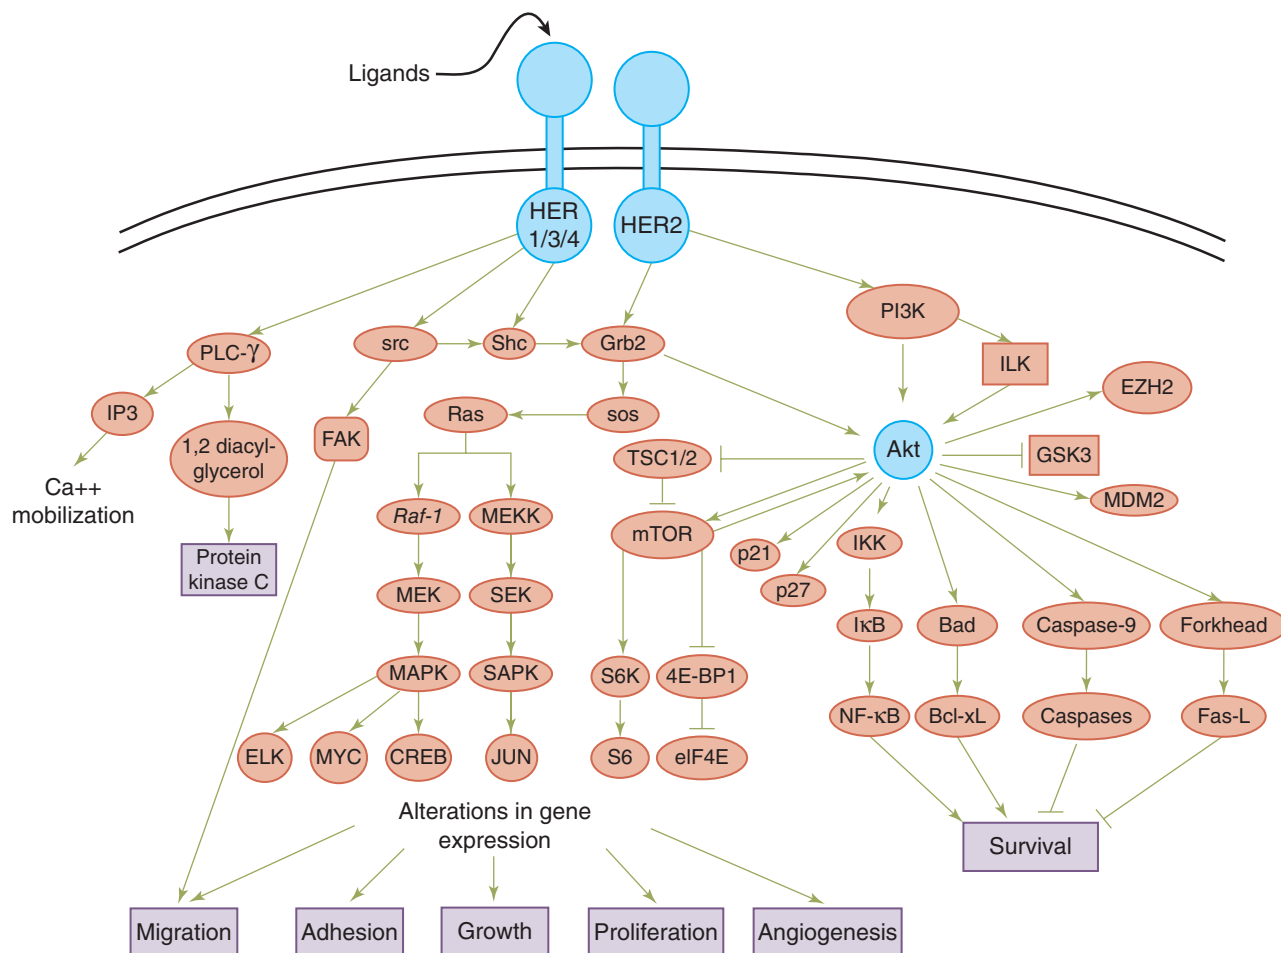 Ligands
HER
1/3/4
HER2
PI3K
PLC-γ
src
Shc
Grb2
ILK
EZH2
IP3
1,2 diacyl-
glycerol
FAK
Ras
sos
TSC1/2
Akt
GSK3
MDM2
Ca++
mobilization
Protein
kinase C
Raf-1
MEKK
mTOR
p21
p27
IKK
MEK
SEK
IκB
Bad
Caspase-9
Forkhead
MAPK
SAPK
S6K
4E-BP1
NF-κB
Bcl-xL
Caspases
Fas-L
ELK
MYC
CREB
JUN
S6
eIF4E
Alterations in gene
expression
Survival
Migration
Adhesion
Growth
Proliferation
Angiogenesis